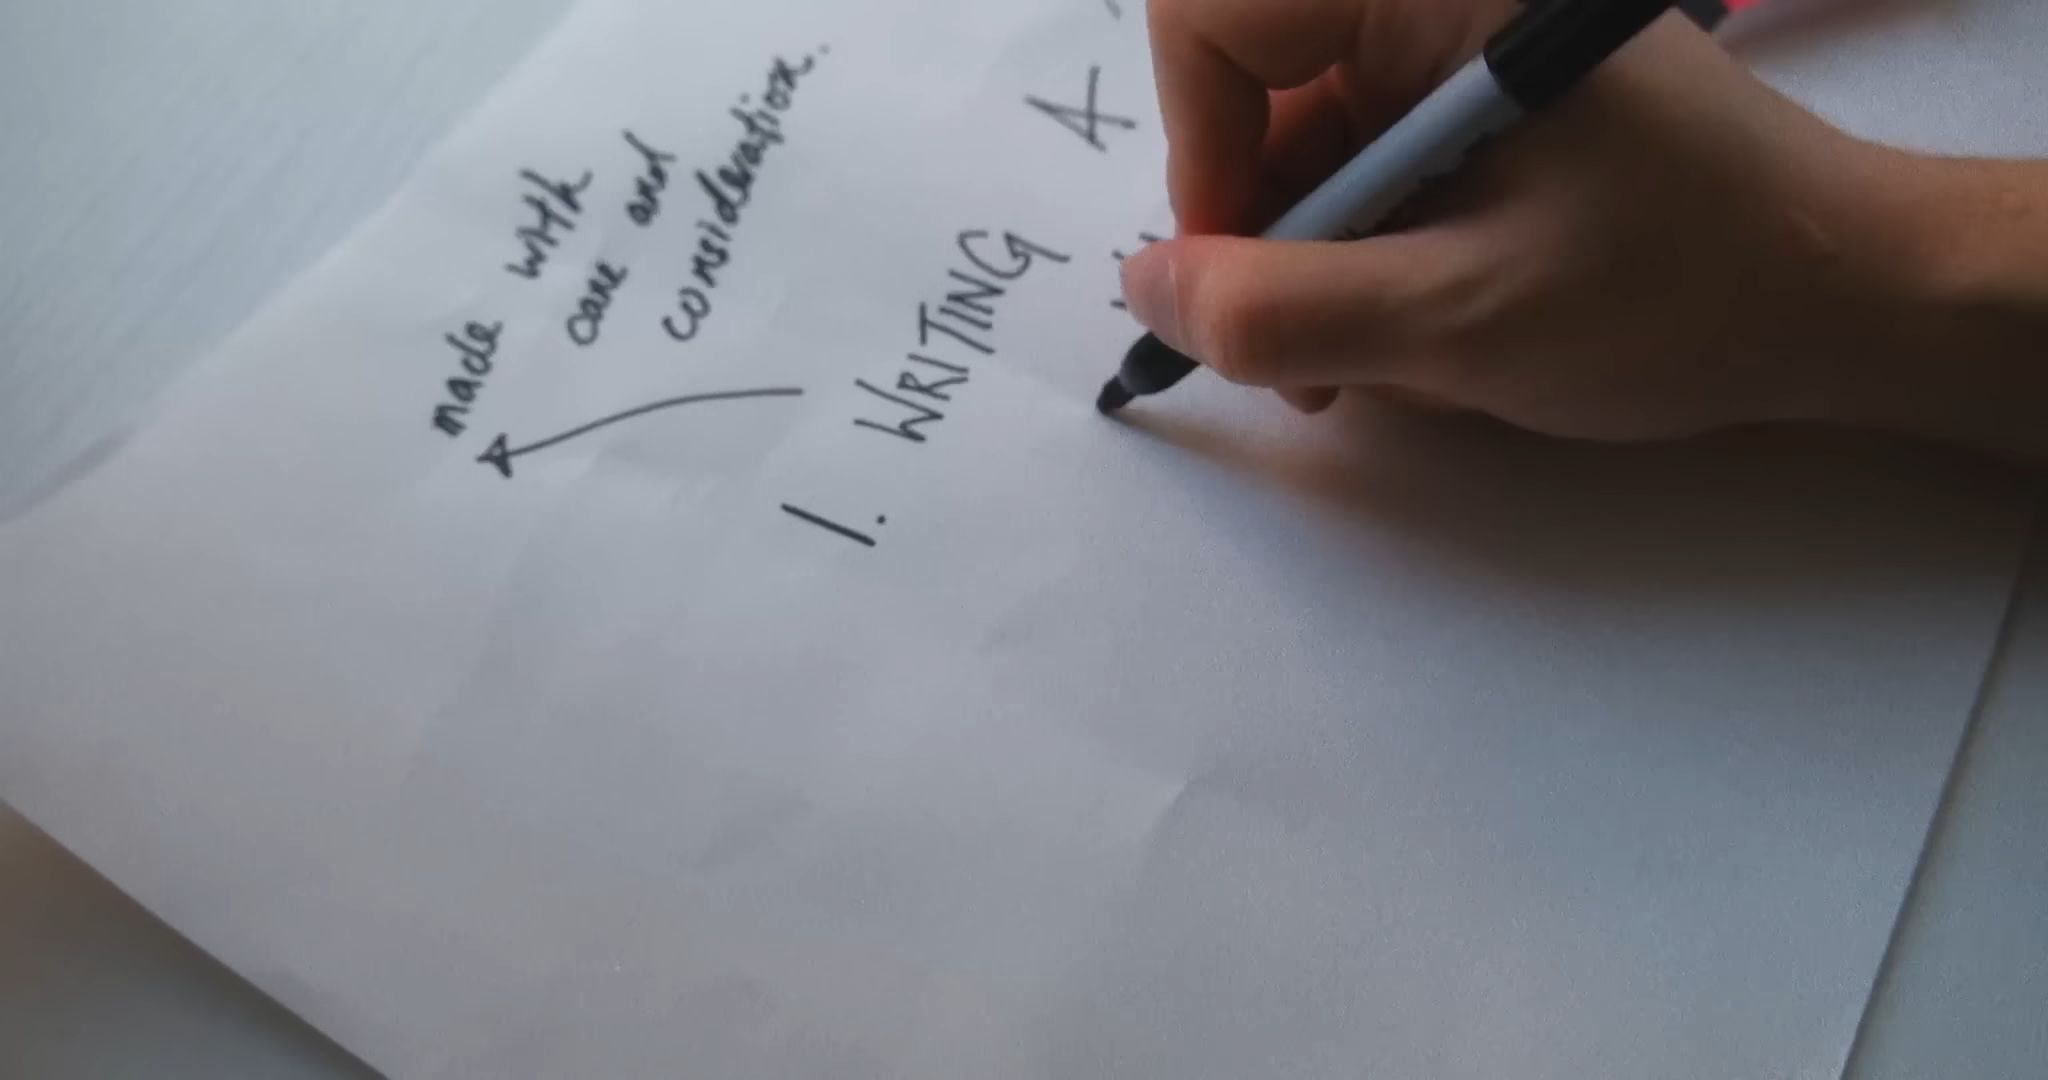 made with
care and
consideration.
1. WRITING A